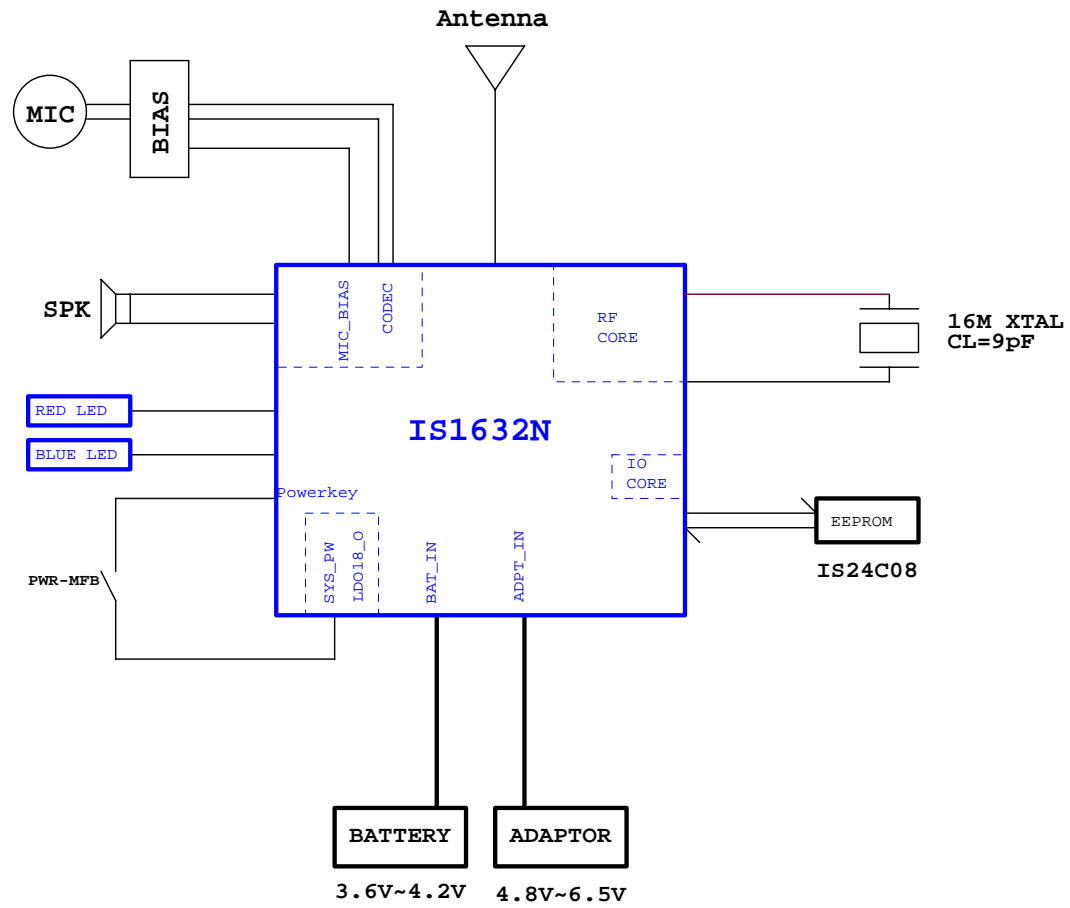 Antenna
MIC
BIAS
SPK
MIC_BIAS
CODEC
RF
CORE
16M XTAL
CL=9pF
RED LED
BLUE LED
IS1632N
IO
CORE
Powerkey
EEPROM
IS24C08
PWR-MFB
SYS_PW
LDO18_O
BAT_IN
ADPT_IN
BATTERY
ADAPTOR
3.6V~4.2V
4.8V~6.5V